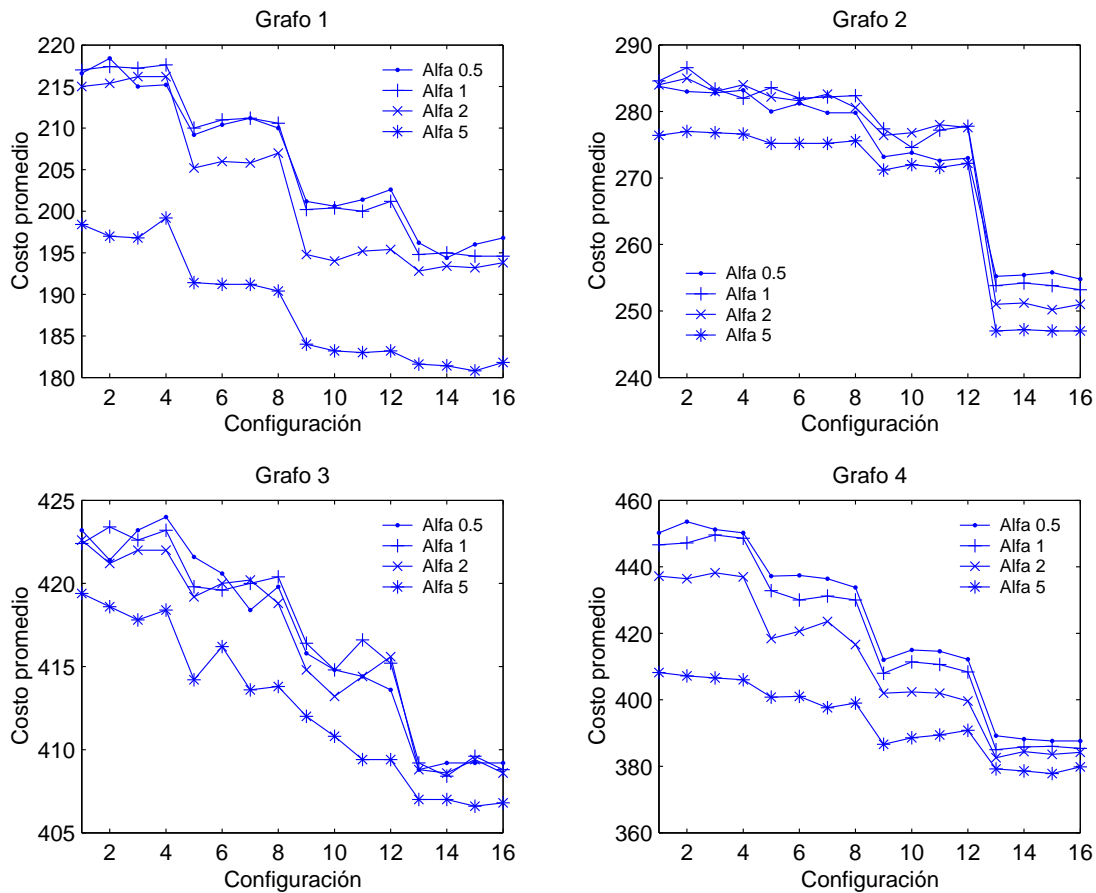 Grafo 1
220
215
210
205
200
195
190
185
180
2 4 6 8 10 12 14 16
Configuración
Costo promedio
Alfa 0.5
Alfa 1
Alfa 2
Alfa 5
Grafo 2
290
280
270
260
250
240
2 4 6 8 10 12 14 16
Configuración
Costo promedio
Alfa 0.5
Alfa 1
Alfa 2
Alfa 5
Grafo 3
425
420
415
410
405
2 4 6 8 10 12 14 16
Configuración
Costo promedio
Alfa 0.5
Alfa 1
Alfa 2
Alfa 5
Grafo 4
460
440
420
400
380
360
2 4 6 8 10 12 14 16
Configuración
Costo promedio
Alfa 0.5
Alfa 1
Alfa 2
Alfa 5